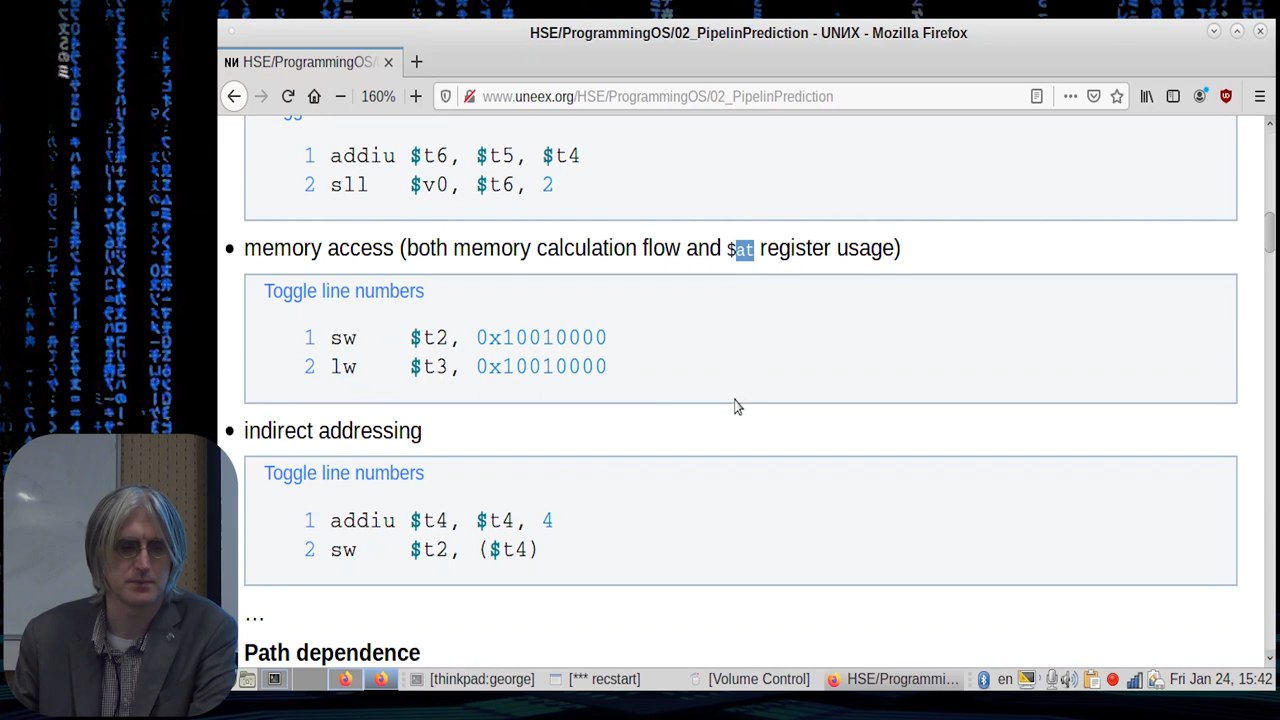 HSE/ProgrammingOS/02_PipelinPrediction - UNИX - Mozilla Firefox
NИ HSE/ProgrammingOS/
160%
www.uneex.org/HSE/ProgrammingOS/02_PipelinPrediction
1 addiu $t6, $t5, $t4
2 sll $v0, $t6, 2
• memory access (both memory calculation flow and $at register usage)
Toggle line numbers
1 sw $t2, 0x10010000
2 lw $t3, 0x10010000
• indirect addressing
Toggle line numbers
1 addiu $t4, $t4, 4
2 sw $t2, ($t4)
…
Path dependence
[thinkpad:george] [*** recstart] [Volume Control] HSE/Programmi... en Fri Jan 24, 15:42